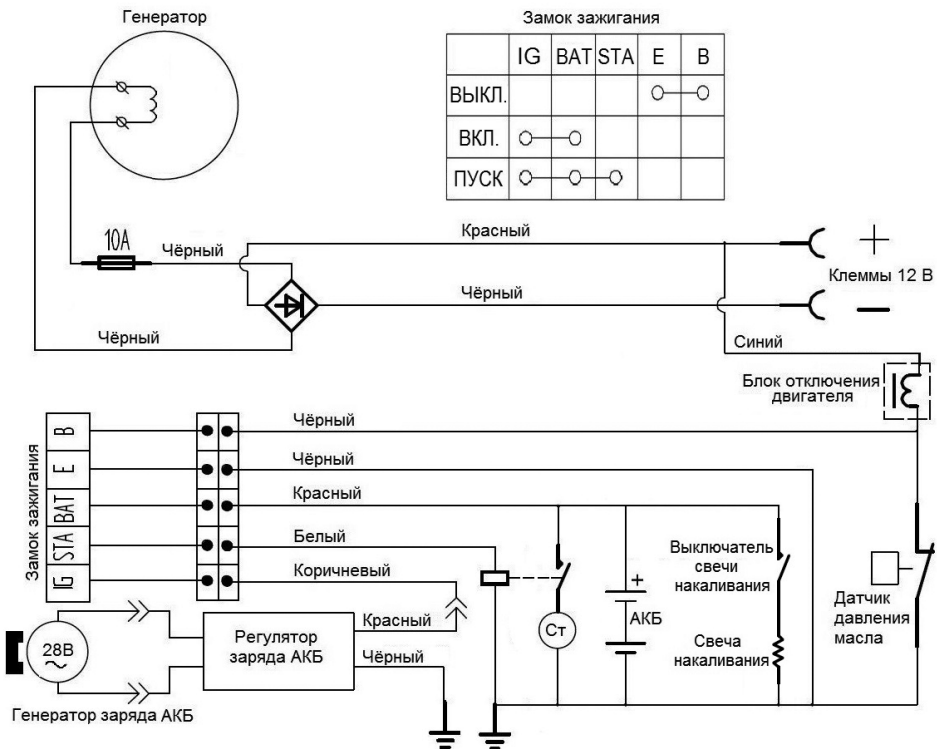 Генератор
Замок зажигания
IG BAT STA E B
ВЫКЛ.
ВКЛ.
ПУСК
10А
Чёрный
Красный
+
Клеммы 12 В
Чёрный
—
Чёрный
Синий
Блок отключения
двигателя
Замок зажигания
B
E
BAT
STA
IG
Чёрный
Чёрный
Красный
Белый
Коричневый
Красный
Чёрный
28В
~
Регулятор
заряда АКБ
Генератор заряда АКБ
Ст
+
АКБ
Выключатель
свечи
накаливания
Свеча
накаливания
Датчик
давления
масла